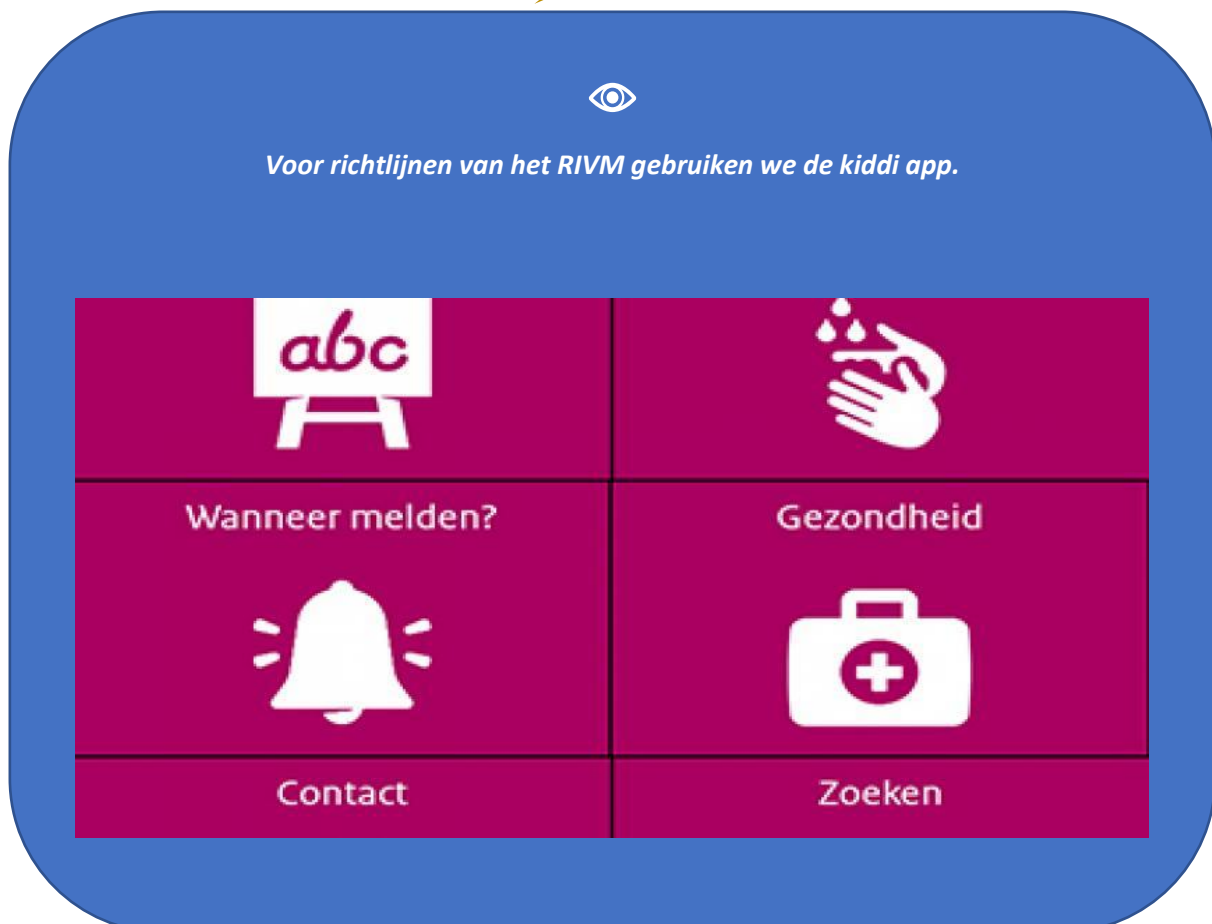 Voor richtlijnen van het RIVM gebruiken we de kiddi app.
abc
Wanneer melden?
Gezondheid
Contact
Zoeken